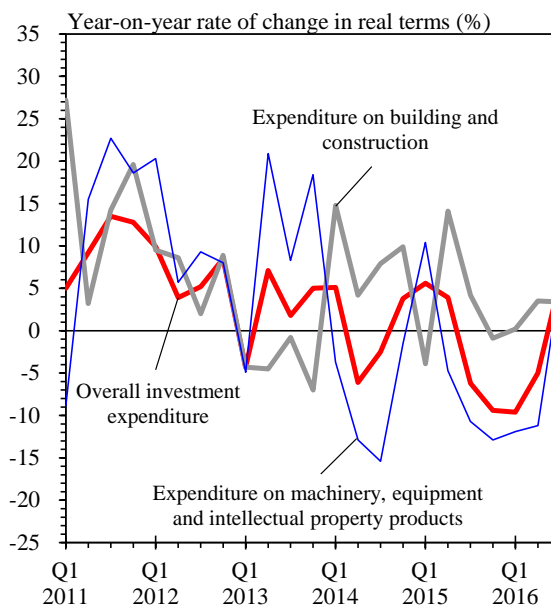 Year-on-year rate of change in real terms (%)
35
30
25
20
15
10
5
0
-5
-10
-15
-20
-25
Expenditure on building and
construction
Overall investment
expenditure
Expenditure on machinery, equipment
and intellectual property products
Q1 Q1 Q1 Q1 Q1 Q1
2011 2012 2013 2014 2015 2016